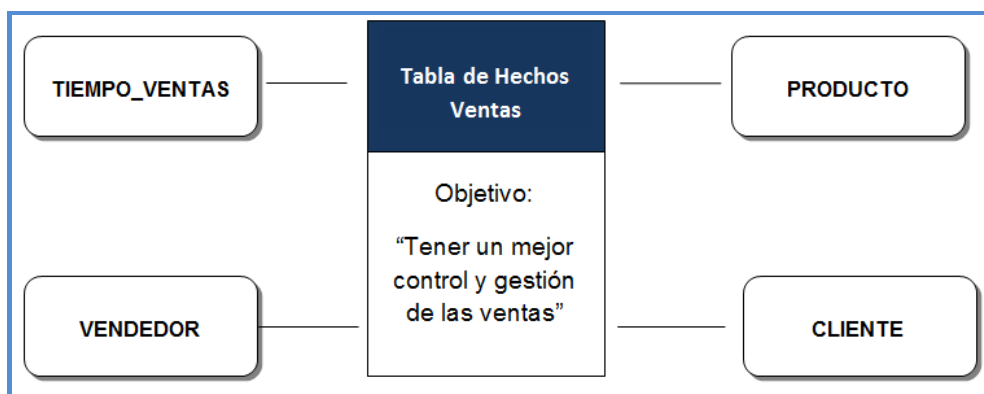 TIEMPO_VENTAS
Tabla de Hechos
Ventas
PRODUCTO
Objetivo:
“Tener un mejor
control y gestión
de las ventas”
VENDEDOR
CLIENTE